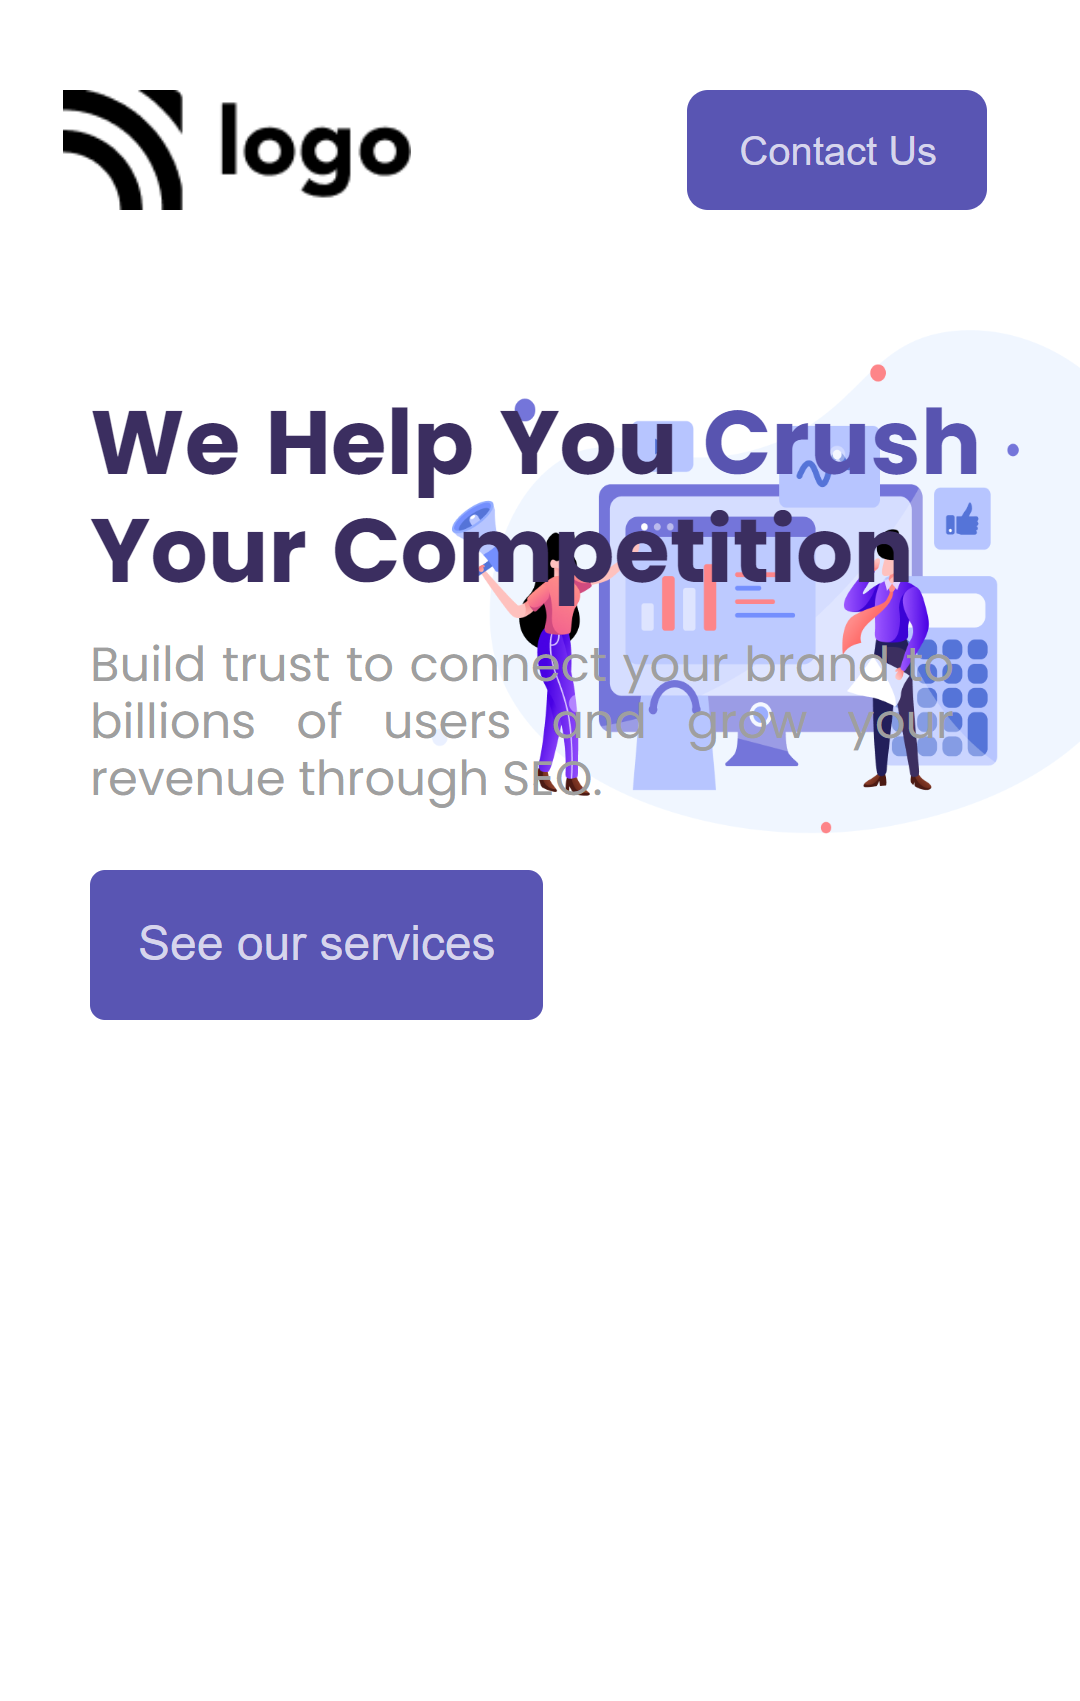 logo
Contact Us
We Help You Crush
Your Competition
Build trust to connect your brand to
billions of users and grow your
revenue through SEO.
See our services